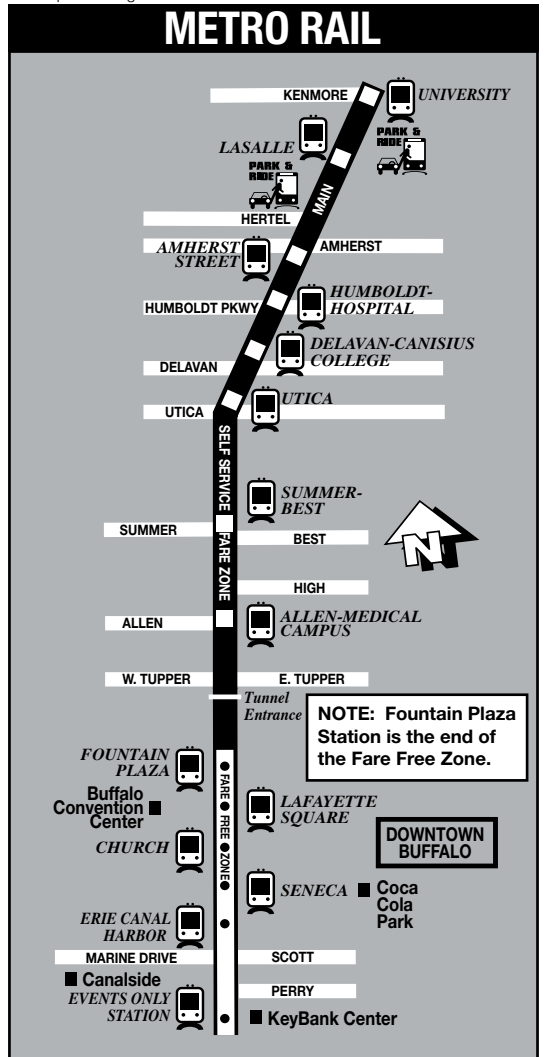 METRO RAIL
KENMORE
UNIVERSITY
LASALLE
PARK &
RIDE
PARK &
RIDE
MAIN
HERTEL
AMHERST
STREET
AMHERST
HUMBOLDT PKWY
HUMBOLDT-
HOSPITAL
DELAVAN-CANISIUS
COLLEGE
DELAVAN
UTICA
UTICA
SELF SERVICE
FARE ZONE
SUMMER-
BEST
SUMMER
BEST
N
HIGH
ALLEN
ALLEN-MEDICAL
CAMPUS
W. TUPPER
E. TUPPER
Tunnel
Entrance
NOTE: Fountain Plaza
Station is the end of
the Fare Free Zone.
FOUNTAIN
PLAZA
FARE FREE ZONE
Buffalo
Convention
Center
LAFAYETTE
SQUARE
CHURCH
DOWNTOWN
BUFFALO
SENECA
Coca
Cola
Park
ERIE CANAL
HARBOR
MARINE DRIVE
SCOTT
Canalside
EVENTS ONLY
STATION
PERRY
KeyBank Center